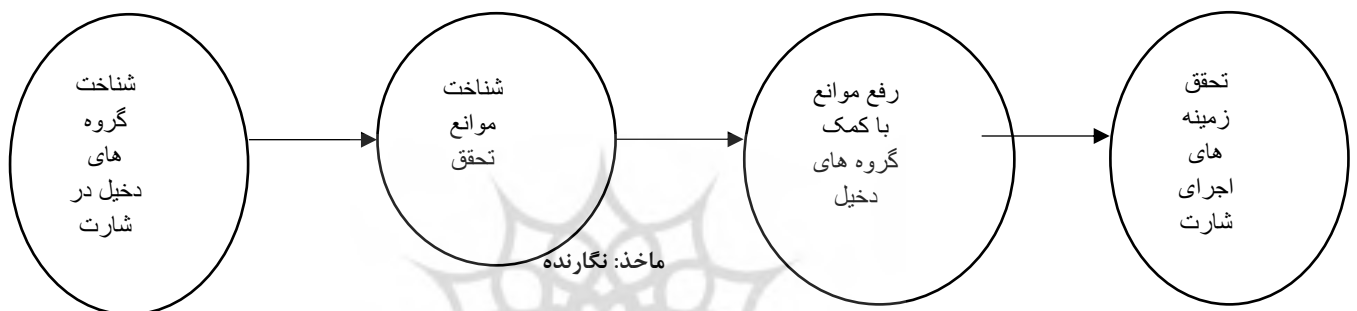 شناخت
گروه
های
دخیل در
شارت
شناخت
موانع
تحقق
رفع موانع
با کمک
گروه های
دخیل
تحقق
زمینه
های
اجرای
شارت
ماخذ: نگارنده